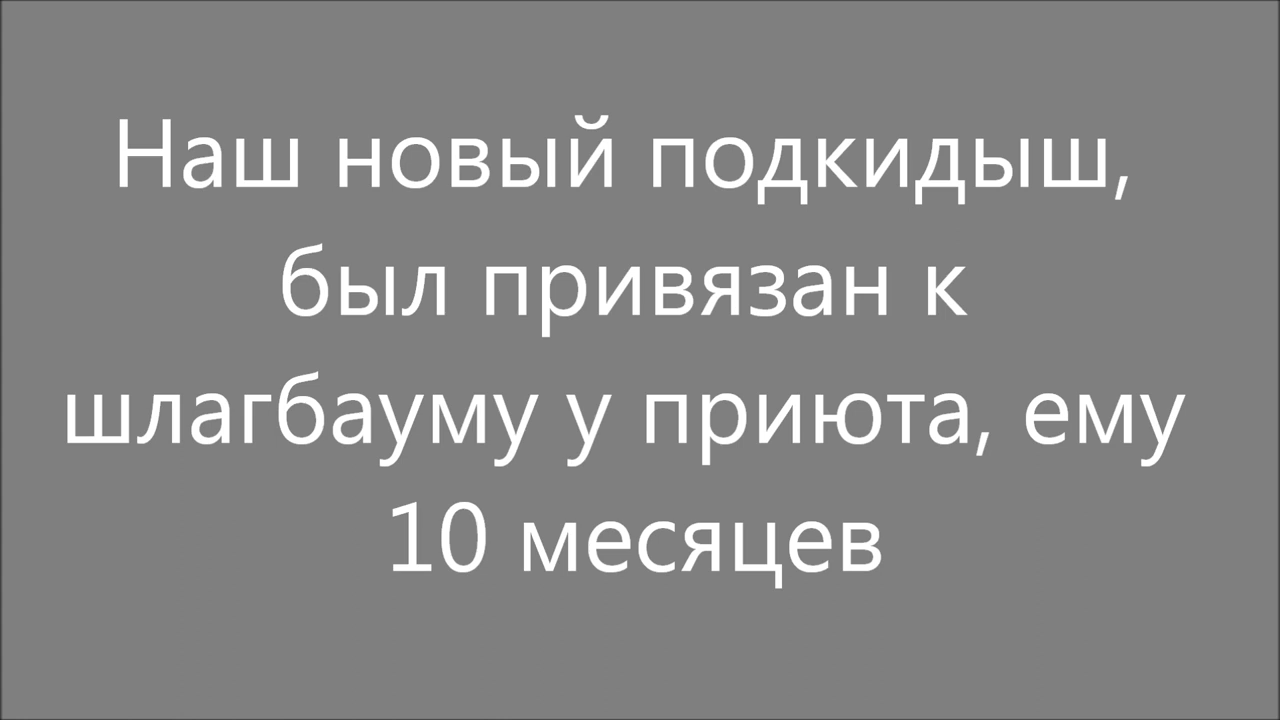 Наш новый подкидыш,
был привязан к
шлагбауму у приюта, ему
10 месяцев